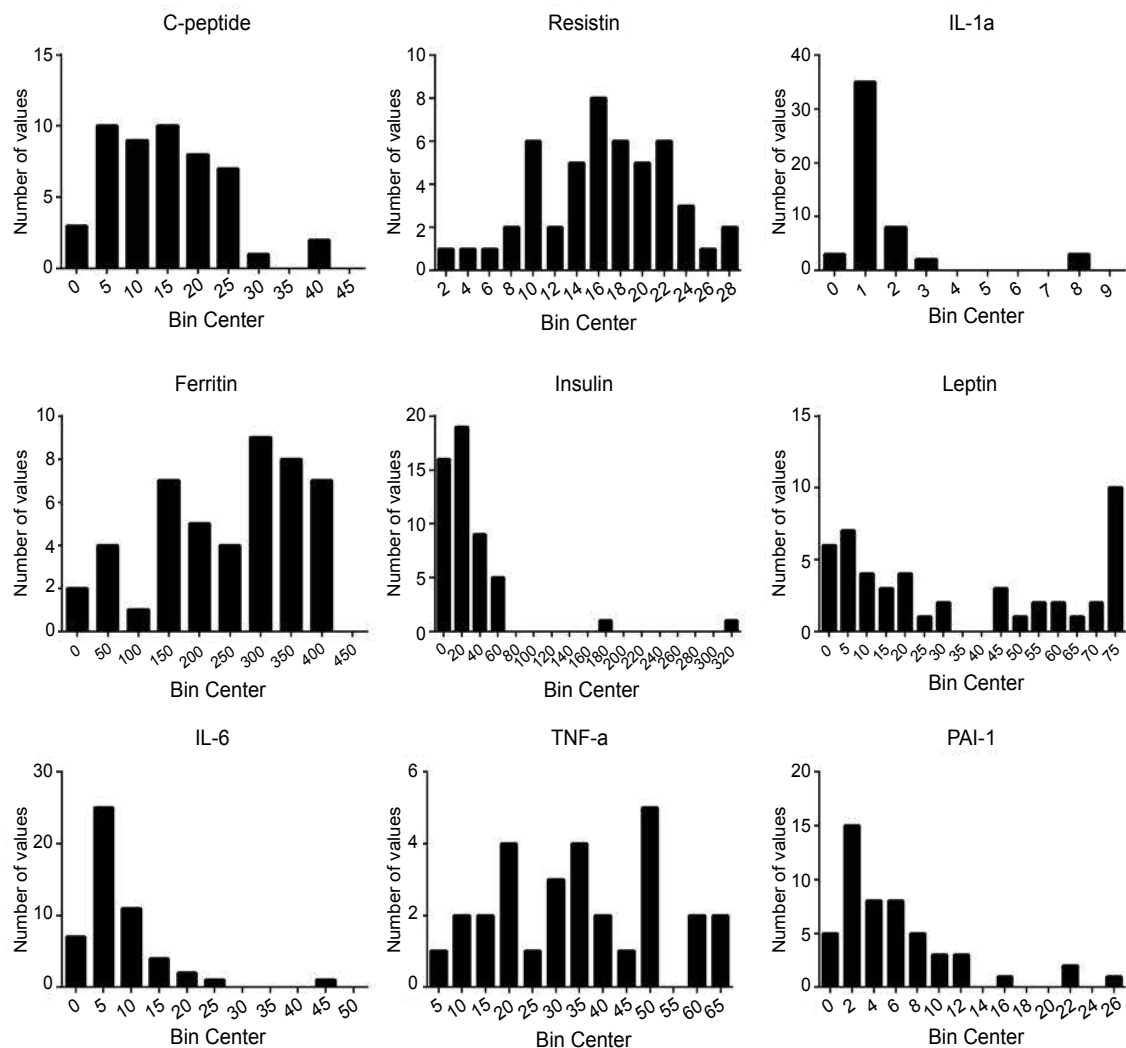 C-peptide
Number of values
15
10
5
0
0 5 10 15 20 25 30 35 40 45
Bin Center
Resistin
Number of values
10
8
6
4
2
0
2 4 6 8 10 12 14 16 18 20 22 24 26 28
Bin Center
IL-1a
Number of values
40
30
20
10
0
0 1 2 3 4 5 6 7 8 9
Bin Center
Ferritin
Number of values
10
8
6
4
2
0
0 50 100 150 200 250 300 350 400 450
Bin Center
Insulin
Number of values
20
15
10
5
0
0 20 40 60 80 100 120 140 160 180 200 220 240 260 280 300 320
Bin Center
Leptin
Number of values
15
10
5
0
0 5 10 15 20 25 30 35 40 45 50 55 60 65 70 75
Bin Center
IL-6
Number of values
30
20
10
0
0 5 10 15 20 25 30 40 45 50
Bin Center
TNF-a
Number of values
6
4
2
0
5 10 15 20 25 30 35 40 45 50 55 60 65
Bin Center
PAI-1
Number of values
20
15
10
5
0
0 2 4 6 8 10 12 14 16 18 20 22 24 26
Bin Center